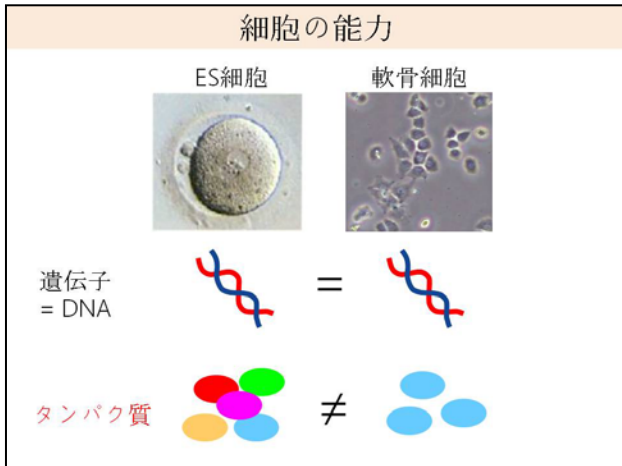 細胞の能力
ES細胞
軟骨細胞
遺伝子
= DNA
=
タンパク質
≠